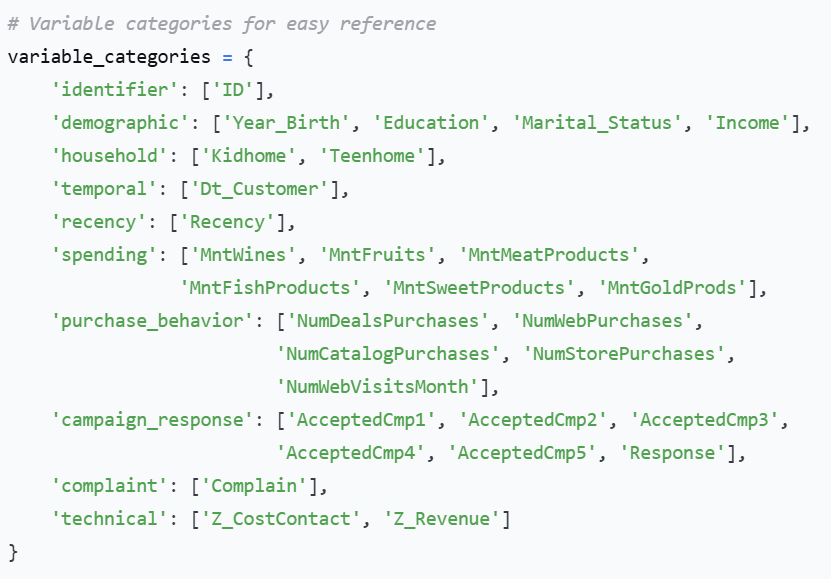 # Variable categories for easy reference
variable_categories = {
    'identifier': ['ID'],
    'demographic': ['Year_Birth', 'Education', 'Marital_Status', 'Income'],
    'household': ['Kidhome', 'Teenhome'],
    'temporal': ['Dt_Customer'],
    'recency': ['Recency'],
    'spending': ['MntWines', 'MntFruits', 'MntMeatProducts',
                'MntFishProducts', 'MntSweetProducts', 'MntGoldProds'],
    'purchase_behavior': ['NumDealsPurchases', 'NumWebPurchases',
                         'NumCatalogPurchases', 'NumStorePurchases',
                         'NumWebVisitsMonth'],
    'campaign_response': ['AcceptedCmp1', 'AcceptedCmp2', 'AcceptedCmp3',
                         'AcceptedCmp4', 'AcceptedCmp5', 'Response'],
    'complaint': ['Complain'],
    'technical': ['Z_CostContact', 'Z_Revenue']
}